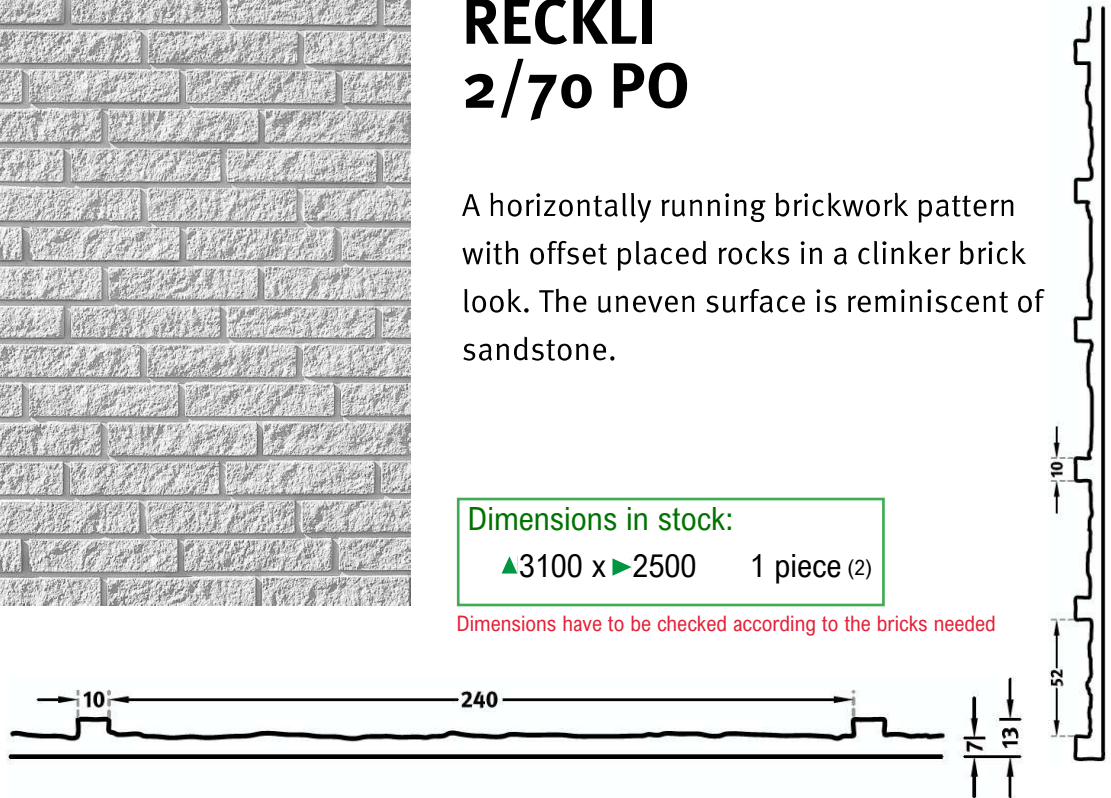 RECKLI
2/70 PO
A horizontally running brickwork pattern
with offset placed rocks in a clinker brick
look. The uneven surface is reminiscent of
sandstone.
Dimensions in stock:
▲3100 x ►2500 1 piece (2)
Dimensions have to be checked according to the bricks needed
10
52
10 240
7 13